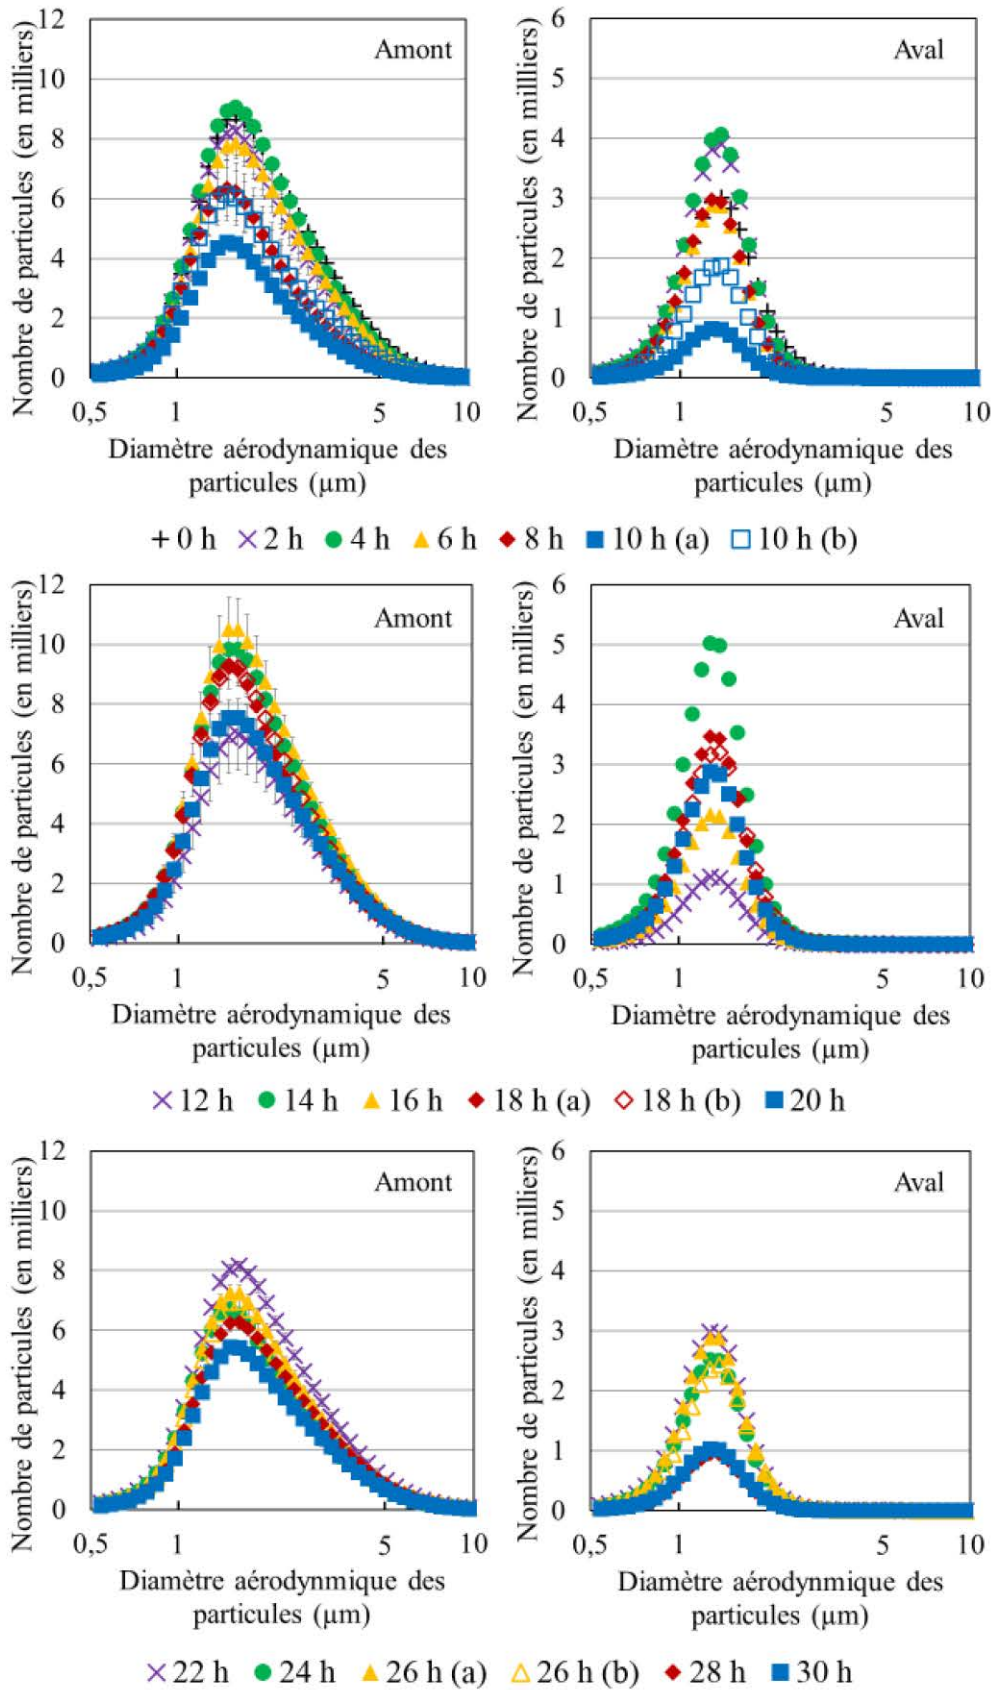 Nombre de particules (en milliers)
12
10
8
6
4
2
0
Amont
0,5 1 5 10
Diamètre aérodynamique des
particules (µm)
Nombre de particules (en millliers)
6
5
4
3
2
1
0
Aval
0,5 1 5 10
Diamètre aérodynamique des
particules (µm)
0 h 2 h 4 h 6 h 8 h 10 h (a) 10 h (b)
Nombre de particules (en milliers)
12
10
8
6
4
2
0
Amont
0,5 1 5 10
Diamètre aérodynamique des
particules (µm)
Nombre de particules (en milliers)
6
5
4
3
2
1
0
Aval
0,5 1 5 10
Diamètre aérodynamique des
particules (µm)
12 h 14 h 16 h 18 h (a) 18 h (b) 20 h
Nombre de particules (en milliers)
12
10
8
6
4
2
0
Amont
0,5 1 5 10
Diamètre aérodynmique des
particules (µm)
Nombre de particules (en milliers)
6
5
4
3
2
1
0
Aval
0,5 1 5 10
Diamètre aérodynmique des
particules (µm)
22 h 24 h 26 h (a) 26 h (b) 28 h 30 h